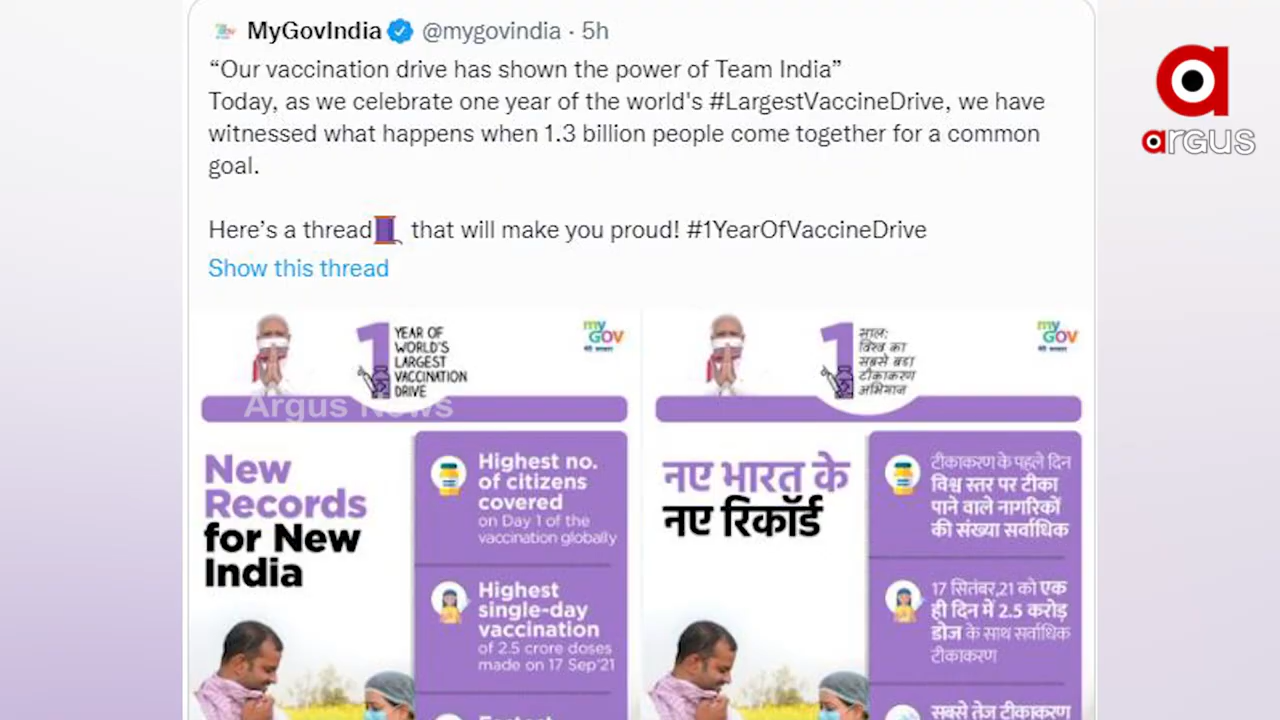 MyGovIndia @mygovindia · 5h
“Our vaccination drive has shown the power of Team India”
Today, as we celebrate one year of the world's #LargestVaccineDrive, we have
witnessed what happens when 1.3 billion people come together for a common
goal.
Here’s a thread🧵 that will make you proud! #1YearOfVaccineDrive
Show this thread
1 YEAR OF
WORLD'S
LARGEST
VACCINATION
DRIVE
my
GOV
मेरी सरकार
Argus News
New
Records
for New
India
Highest no.
of citizens
covered
on Day 1 of the
vaccination globally
Highest
single-day
vaccination
of 2.5 crore doses
made on 17 Sep'21
Fastest
1 साल:
विश्व का
सबसे बड़ा
टीकाकरण
अभियान
my
GOV
मेरी सरकार
नए भारत के
नए रिकॉर्ड
टीकाकरण के पहले दिन
विश्व स्तर पर टीका
पाने वाले नागरिकों
की संख्या सर्वाधिक
17 सितंबर,21 को एक
ही दिन में 2.5 करोड़
डोज के साथ सर्वाधिक
टीकाकरण
सबसे तेज टीकाकरण
a
argus